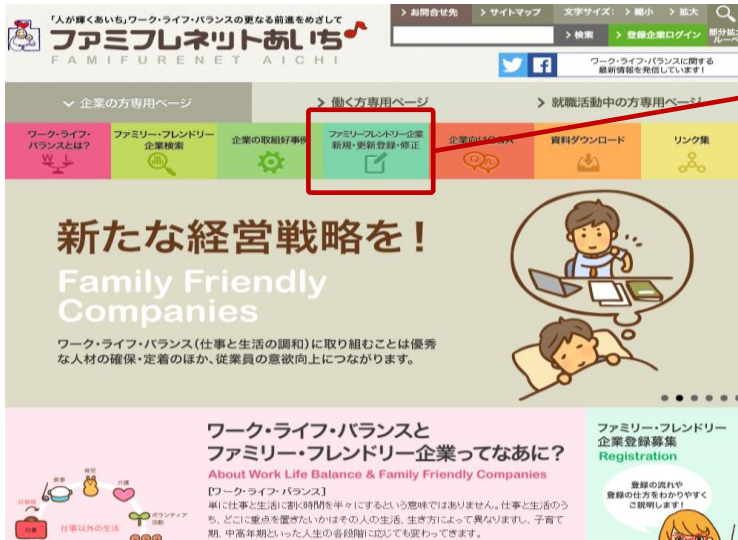 「人が輝くあいち」ワーク・ライフ・バランスの更なる前進をめざして
ファミフレネットあいち
FAMIFURENET AICHI
> お問合せ先 > サイトマップ 文字サイズ： > 縮小 > 拡大
> 検索 > 登録企業ログイン
ワーク・ライフ・バランスに関する
最新情報を発信しています！
企業の方専用ページ
> 働く方専用ページ
> 就職活動中の方専用ページ
ワーク・ライフ・
バランスとは？
ファミリー・フレンドリー
企業検索
企業の取組好事例
ファミリーフレンドリー企業
新規・更新登録・修正
企業向けQ&A
資料ダウンロード
リンク集
新たな経営戦略を！
Family Friendly
Companies
ワーク・ライフ・バランス(仕事と生活の調和)に取り組むことは優秀
な人材の確保・定着のほか、従業員の意欲向上につながります。
ワーク・ライフ・バランスと
ファミリー・フレンドリー企業ってなあに？
About Work Life Balance & Family Friendly Companies
[ワーク・ライフ・バランス]
単に仕事と生活に割く時間を半々にするという意味ではありません。仕事と生活のう
ち、どこに重点を置きたいかはその人の生活、生き方によって異なりますし、子育て
期、中高年期といった人生の各段階に応じても変わってきます。
家事
育児
介護
ボランティア
活動
仕事
仕事以外の生活
ファミリー・フレンドリー
企業登録募集
Registration
登録の流れや
登録の仕方をわかりやすく
ご説明します！